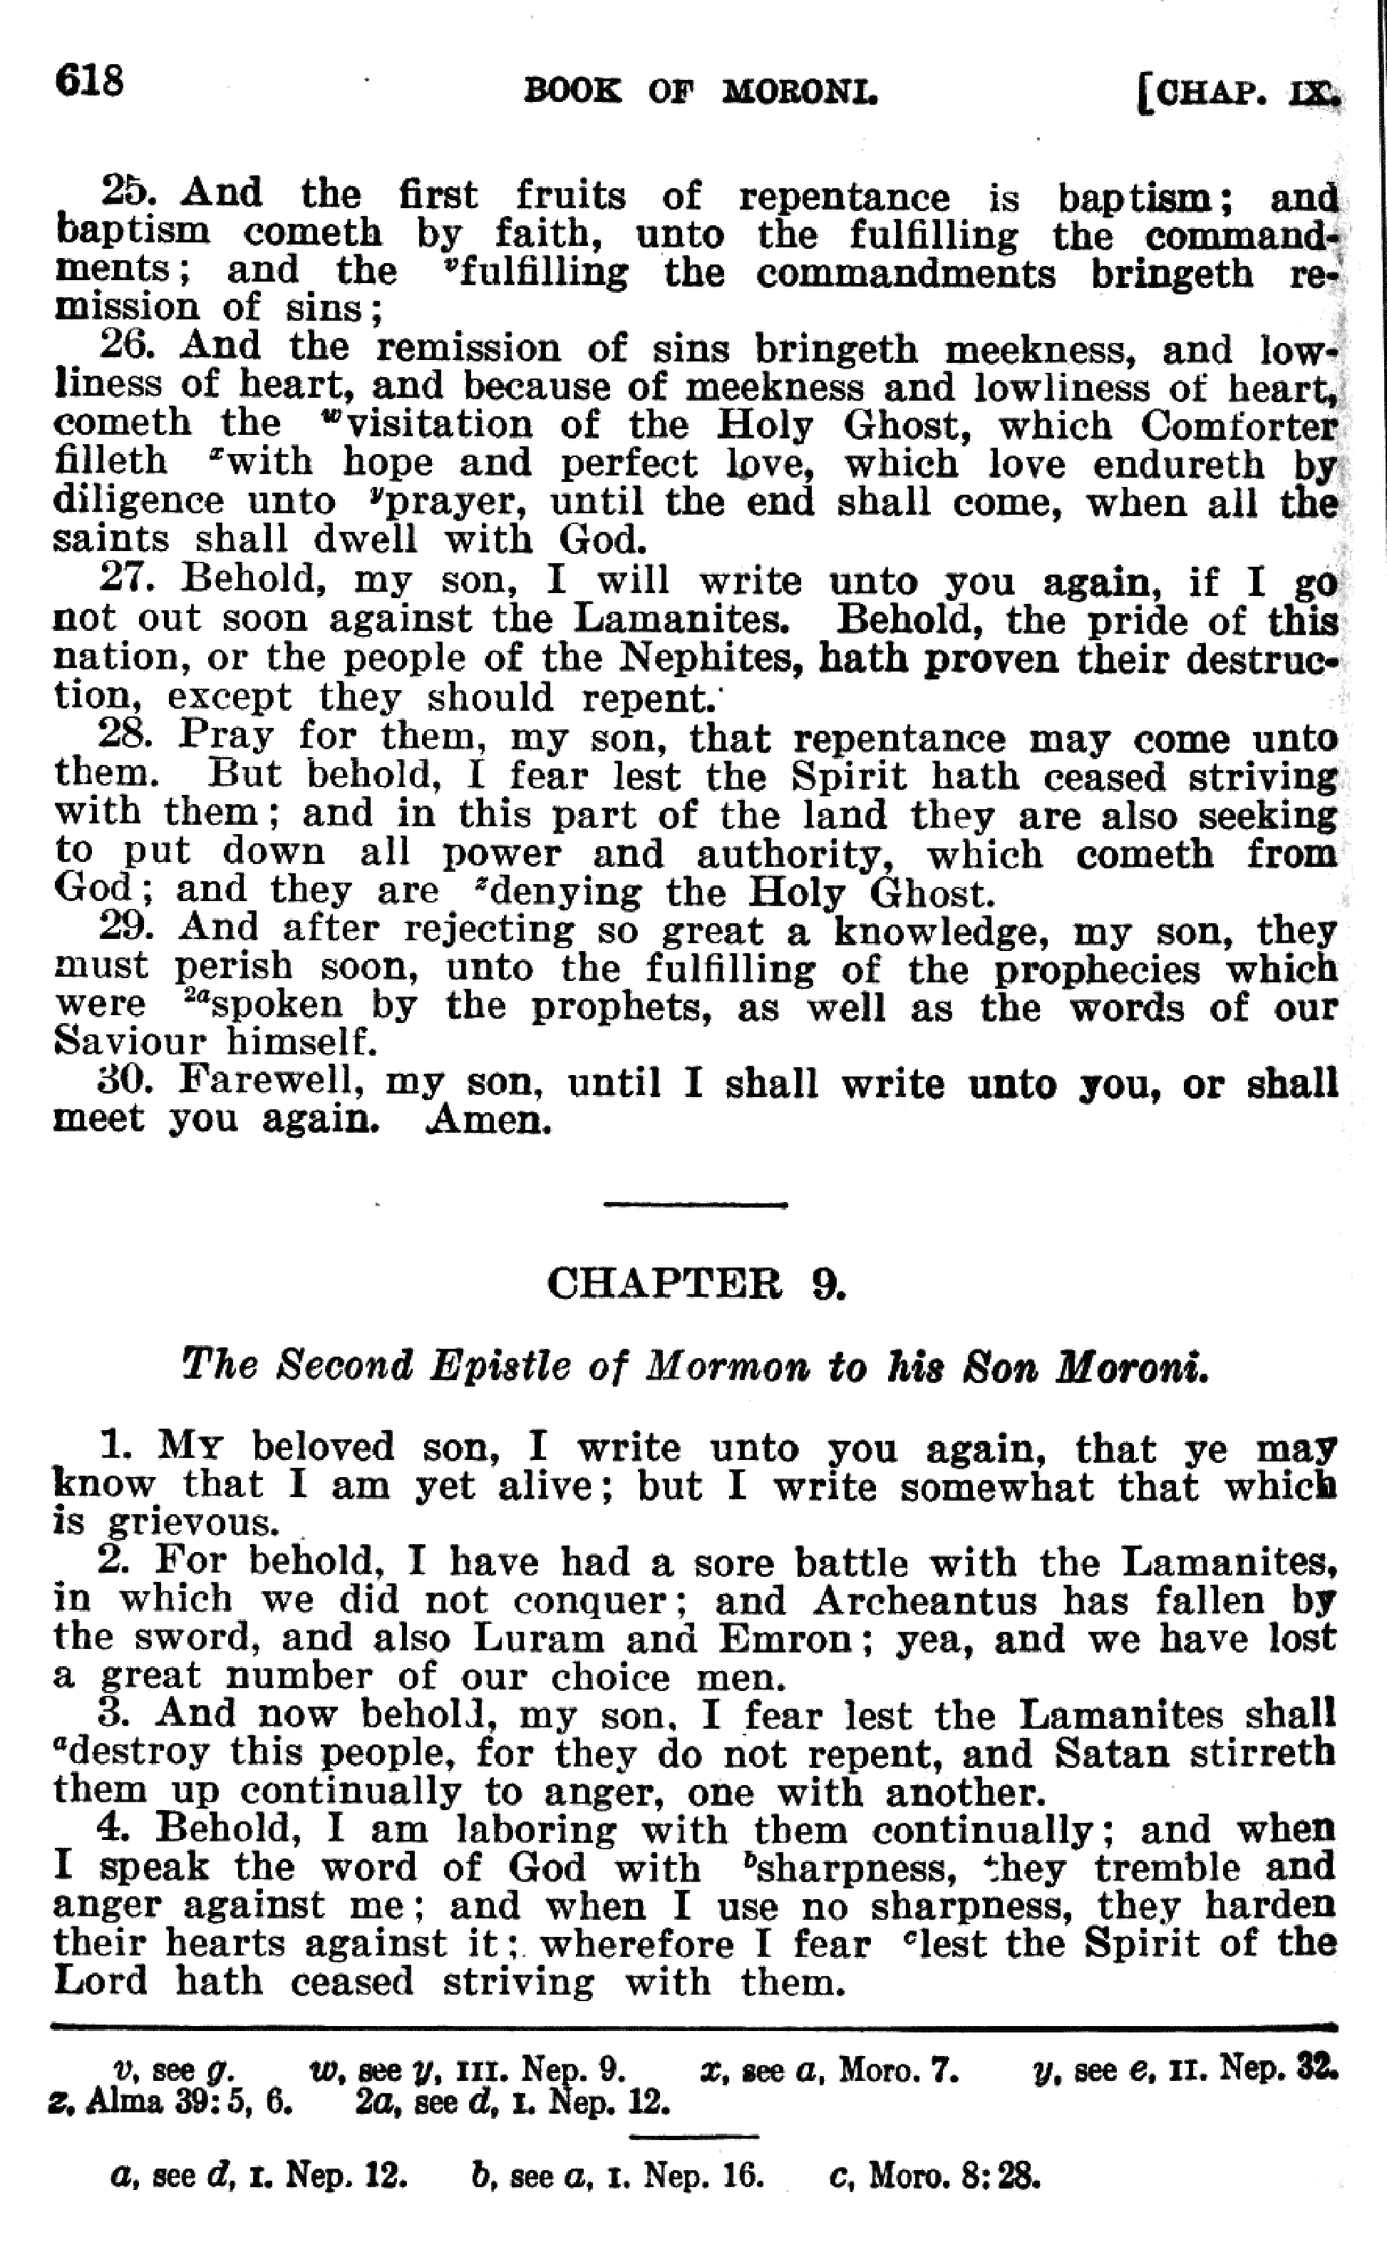 618 BOOK OF MORONI. [CHAP. IX.
25. And the first fruits of repentance is baptism; and
baptism cometh by faith, unto the fulfilling the command-
ments; and the vfulfilling the commandments bringeth re-
mission of sins;
26. And the remission of sins bringeth meekness, and low-
liness of heart, and because of meekness and lowliness of heart,
cometh the wvisitation of the Holy Ghost, which Comforter
filleth xwith hope and perfect love, which love endureth by
diligence unto yprayer, until the end shall come, when all the
saints shall dwell with God.
27. Behold, my son, I will write unto you again, if I go
not out soon against the Lamanites. Behold, the pride of this
nation, or the people of the Nephites, hath proven their destruc-
tion, except they should repent.
28. Pray for them, my son, that repentance may come unto
them. But behold, I fear lest the Spirit hath ceased striving
with them; and in this part of the land they are also seeking
to put down all power and authority, which cometh from
God; and they are zdenying the Holy Ghost.
29. And after rejecting so great a knowledge, my son, they
must perish soon, unto the fulfilling of the prophecies which
were 2aspoken by the prophets, as well as the words of our
Saviour himself.
30. Farewell, my son, until I shall write unto you, or shall
meet you again. Amen.
CHAPTER 9.
The Second Epistle of Mormon to his Son Moroni.
1. MY beloved son, I write unto you again, that ye may
know that I am yet alive; but I write somewhat that which
is grievous.
2. For behold, I have had a sore battle with the Lamanites,
in which we did not conquer; and Archeantus has fallen by
the sword, and also Luram and Emron; yea, and we have lost
a great number of our choice men.
3. And now behold, my son, I fear lest the Lamanites shall
adestroy this people, for they do not repent, and Satan stirreth
them up continually to anger, one with another.
4. Behold, I am laboring with them continually; and when
I speak the word of God with bsharpness, they tremble and
anger against me; and when I use no sharpness, they harden
their hearts against it; wherefore I fear clest the Spirit of the
Lord hath ceased striving with them.
v, see g. w, see y, III. Nep. 9. x, see a, Moro. 7. y, see e, II. Nep. 32.
z, Alma 39:5, 6. 2a, see d, I. Nep. 12.
a, see d, I. Nep. 12. b, see a, I. Nep. 16. c, Moro. 8:28.